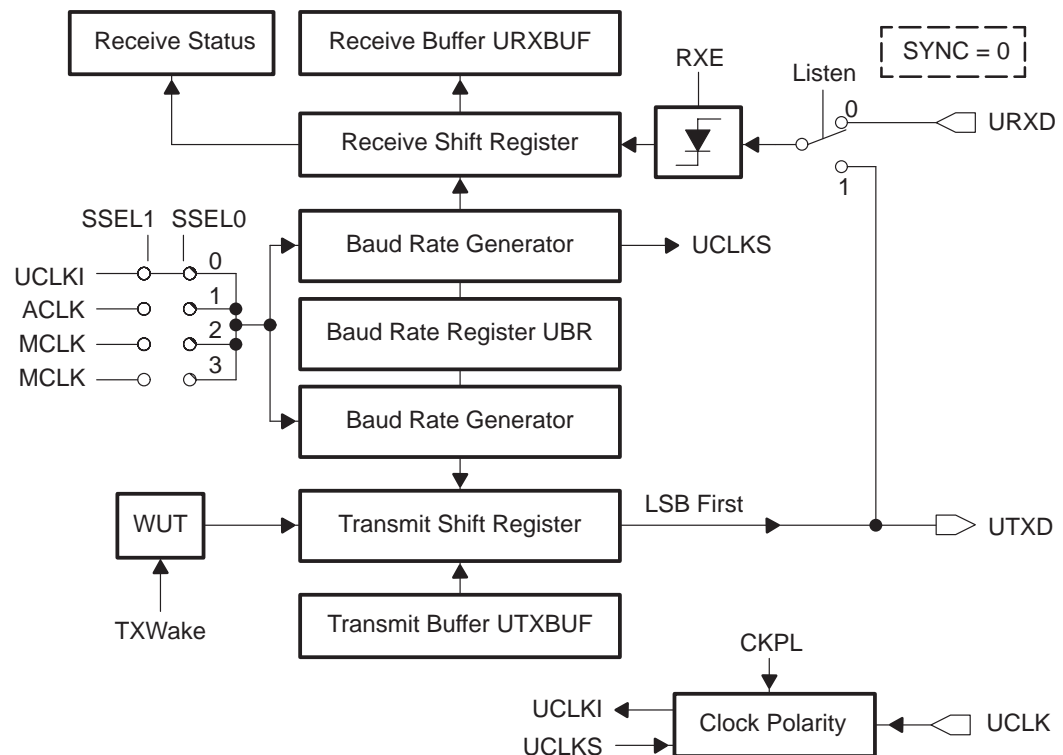 Receive Status
Receive Buffer URXBUF
RXE
Listen
SYNC = 0
Receive Shift Register
0
URXD
1
SSEL1 SSEL0
Baud Rate Generator
UCLKS
UCLKI
0
ACLK
1
MCLK
2
MCLK
3
Baud Rate Register UBR
Baud Rate Generator
WUT
Transmit Shift Register
LSB First
UTXD
TXWake
Transmit Buffer UTXBUF
CKPL
UCLKI
Clock Polarity
UCLK
UCLKS